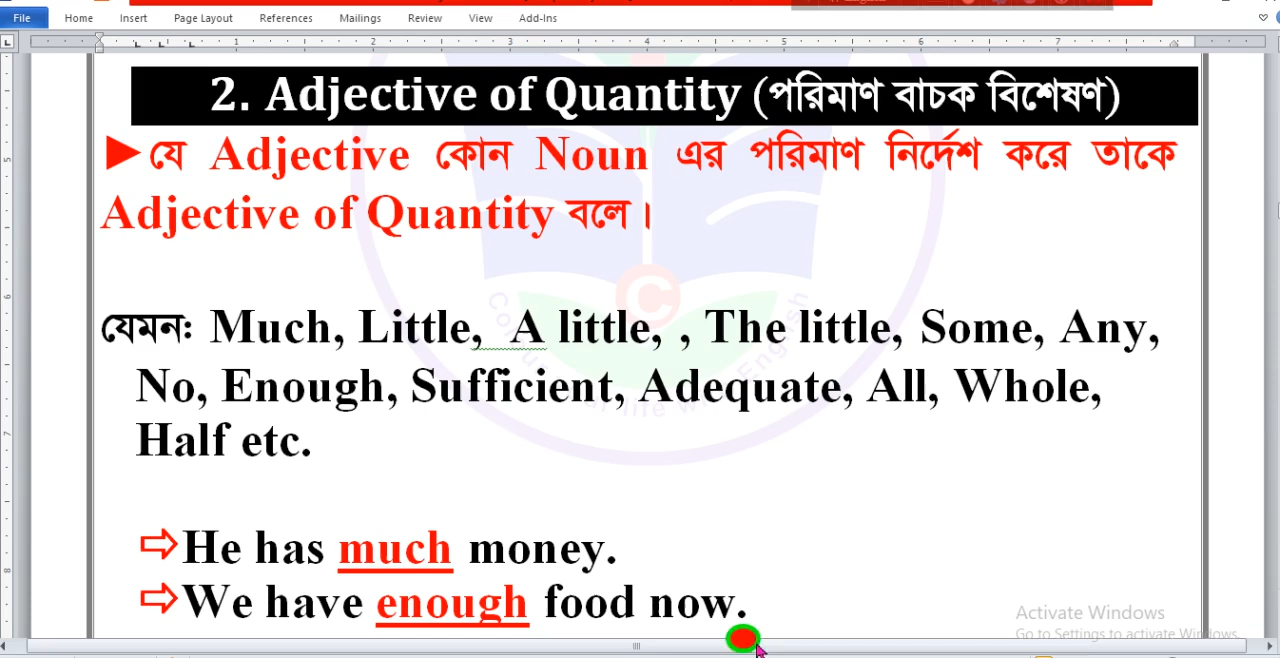 File Home Insert Page Layout References Mailings Review View Add-Ins
2. Adjective of Quantity (পরিমাণ বাচক বিশেষণ)
►যে Adjective কোন Noun এর পরিমাণ নির্দেশ করে তাকে
Adjective of Quantity বলে।
যেমনঃ Much, Little, A little, , The little, Some, Any,
No, Enough, Sufficient, Adequate, All, Whole,
Half etc.
⇨He has much money.
⇨We have enough food now.
Activate Windows
Go to Settings to activate Windows.